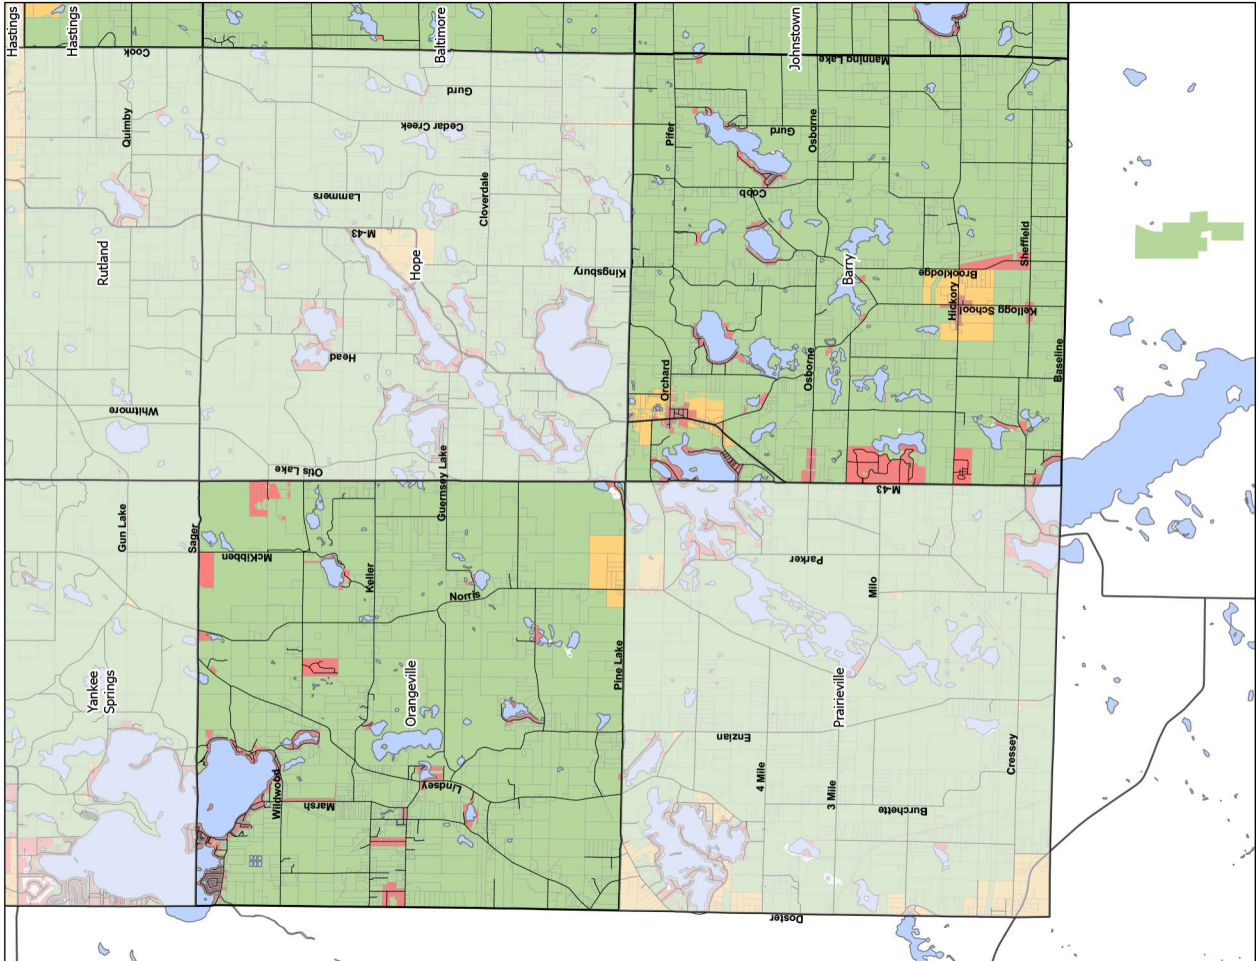 Hastings
Hastings
Cook
Baltimore
Johnstown
Manning Lake
Gurd
Quimby
Cedar Creek
Pifer
Gurd
Osborne
Lammers
Cloverdale
Cobb
M-43
Rutland
Hope
Kingsbury
Barry
Brooklodge
Sheffield
Hickory
Kellogg School
Head
Orchard
Osborne
Baseline
Whitmore
Otis Lake
Guernsey Lake
M-43
Gun Lake
Sager
McKibben
Keller
Norris
Parker
Milo
Yankee
Springs
Orangeville
Pine Lake
Prairieville
Enzian
Cressey
Wildwood
Marsh
Lindsey
4 Mile
3 Mile
Burchette
Doster